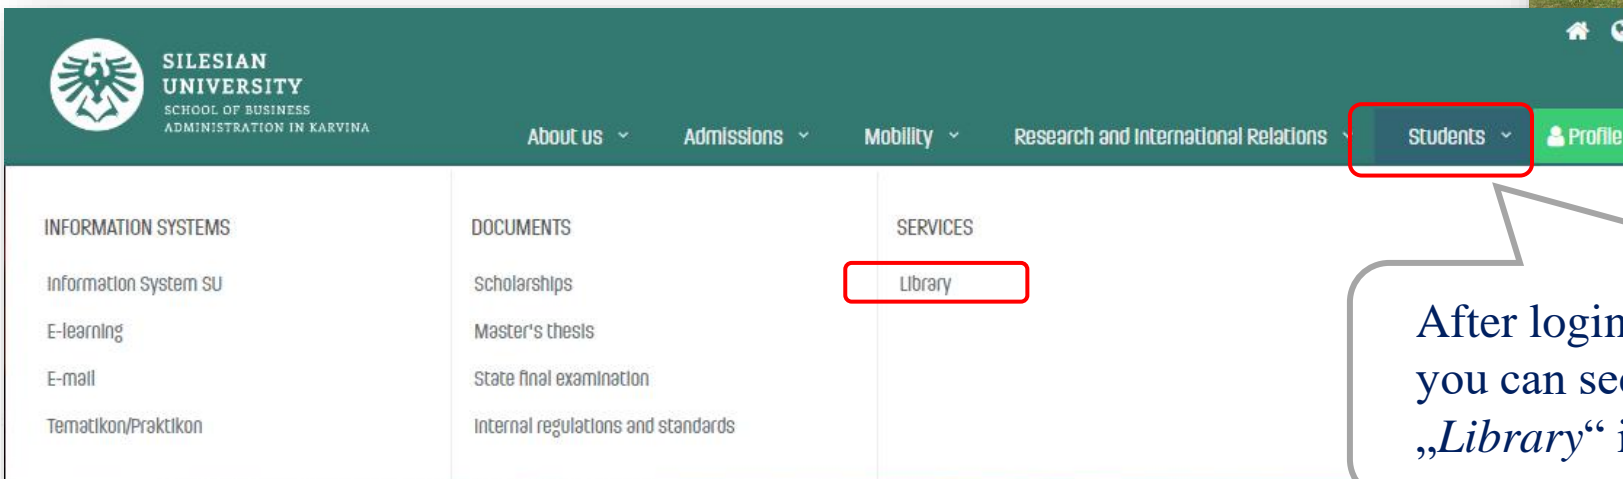 SILESIAN
UNIVERSITY
SCHOOL OF BUSINESS
ADMINISTRATION IN KARVINA
About us Admissions Mobility Research and International Relations Students Profile
INFORMATION SYSTEMS
Information System SU
E-learning
E-mail
Tematikon/Praktikon
DOCUMENTS
Scholarships
Master's thesis
State final examination
Internal regulations and standards
SERVICES
Library
After login
you can
„Library“